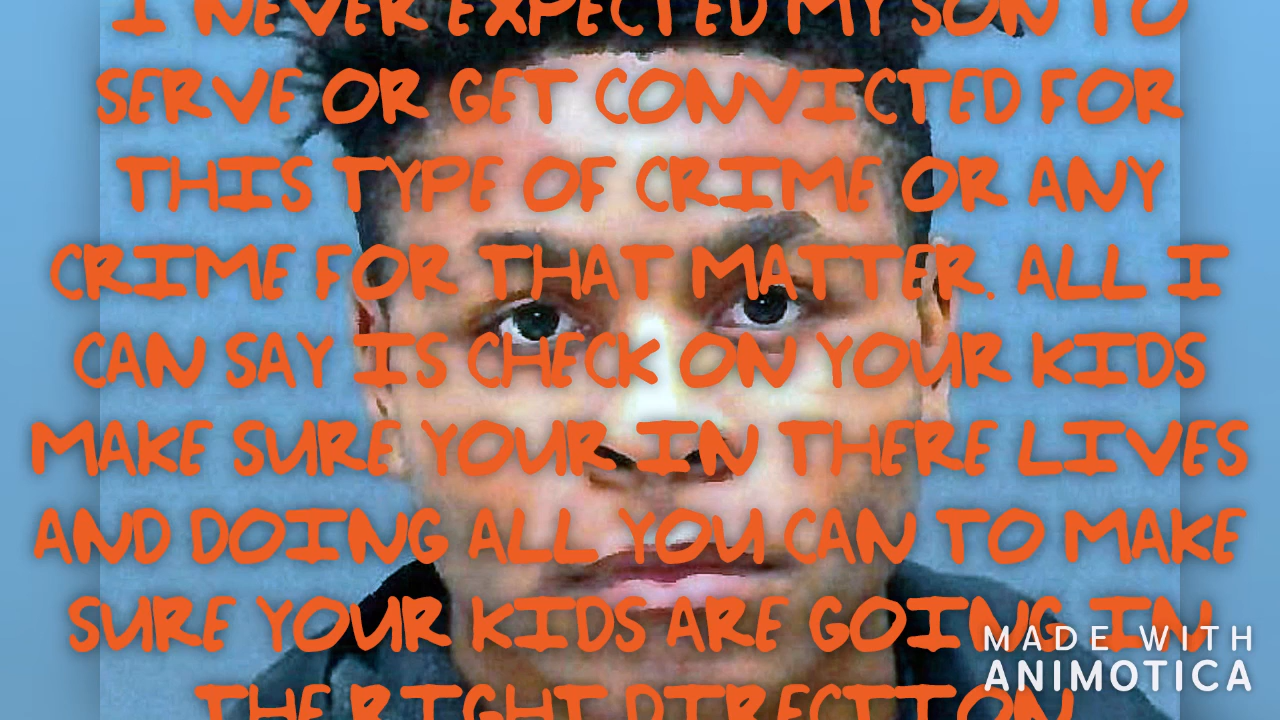 I NEVER EXPECTED MY SON TO
SERVE OR GET CONVICTED FOR
THIS TYPE OF CRIME OR ANY
CRIME FOR THAT MATTER. ALL I
CAN SAY IS CHECK ON YOUR KIDS
MAKE SURE YOUR IN THERE LIVES
AND DOING ALL YOU CAN TO MAKE
SURE YOUR KIDS ARE GOING IN
THE RIGHT DIRECTION
MADE WITH
ANIMOTICA